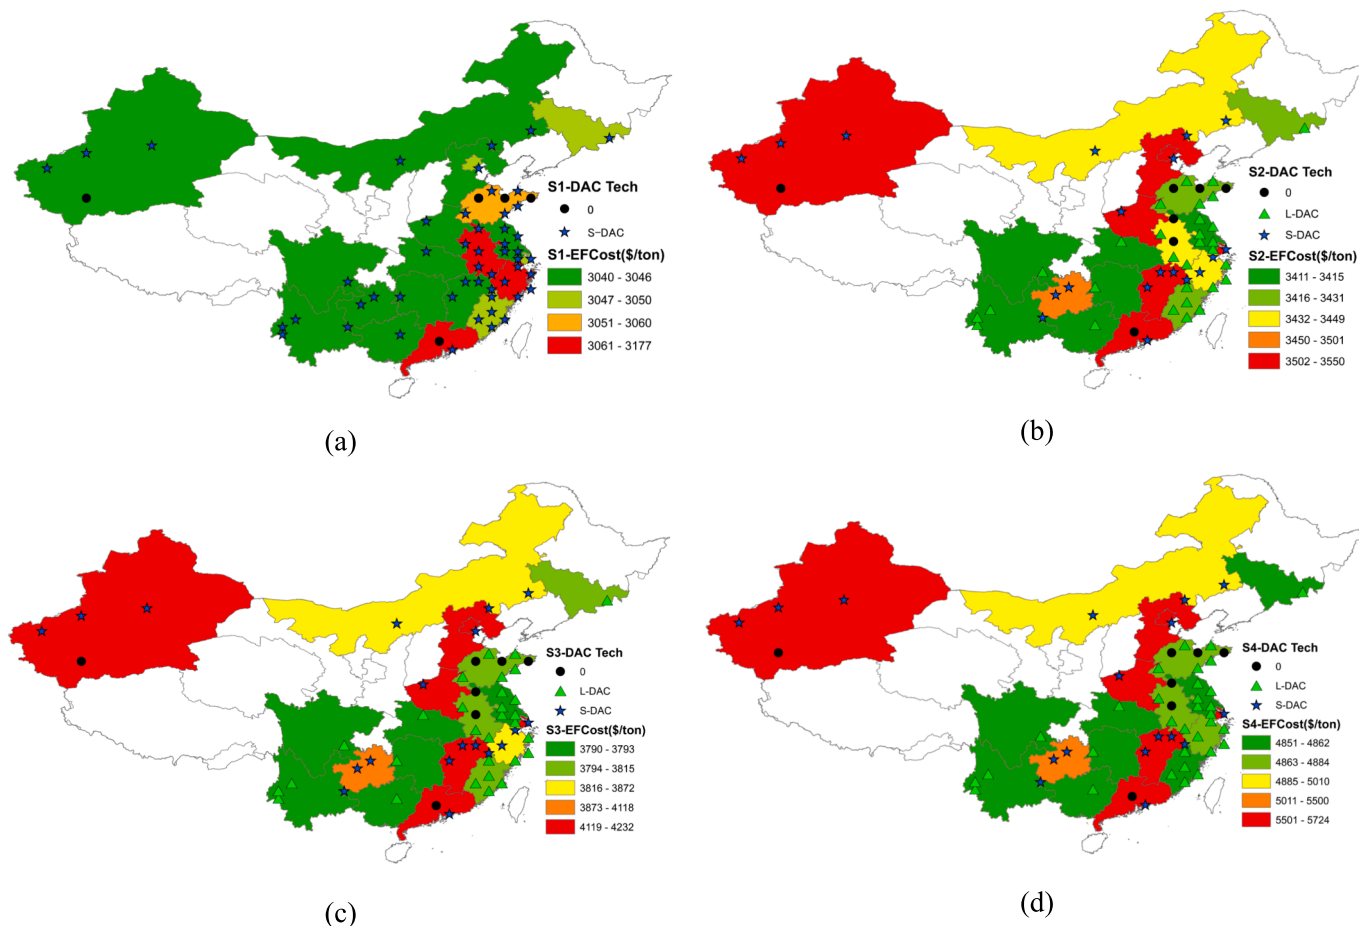 S1-DAC Tech
0
S-DAC
S1-EFCost($/ton)
3040 - 3046
3047 - 3050
3051 - 3060
3061 - 3177
(a)
S2-DAC Tech
0
L-DAC
S-DAC
S2-EFCost($/ton)
3411 - 3415
3416 - 3431
3432 - 3449
3450 - 3501
3502 - 3550
(b)
S3-DAC Tech
0
L-DAC
S-DAC
S3-EFCost($/ton)
3790 - 3793
3794 - 3815
3816 - 3872
3873 - 4118
4119 - 4232
(c)
S4-DAC Tech
0
L-DAC
S-DAC
S4-EFCost($/ton)
4851 - 4862
4863 - 4884
4885 - 5010
5011 - 5500
5501 - 5724
(d)